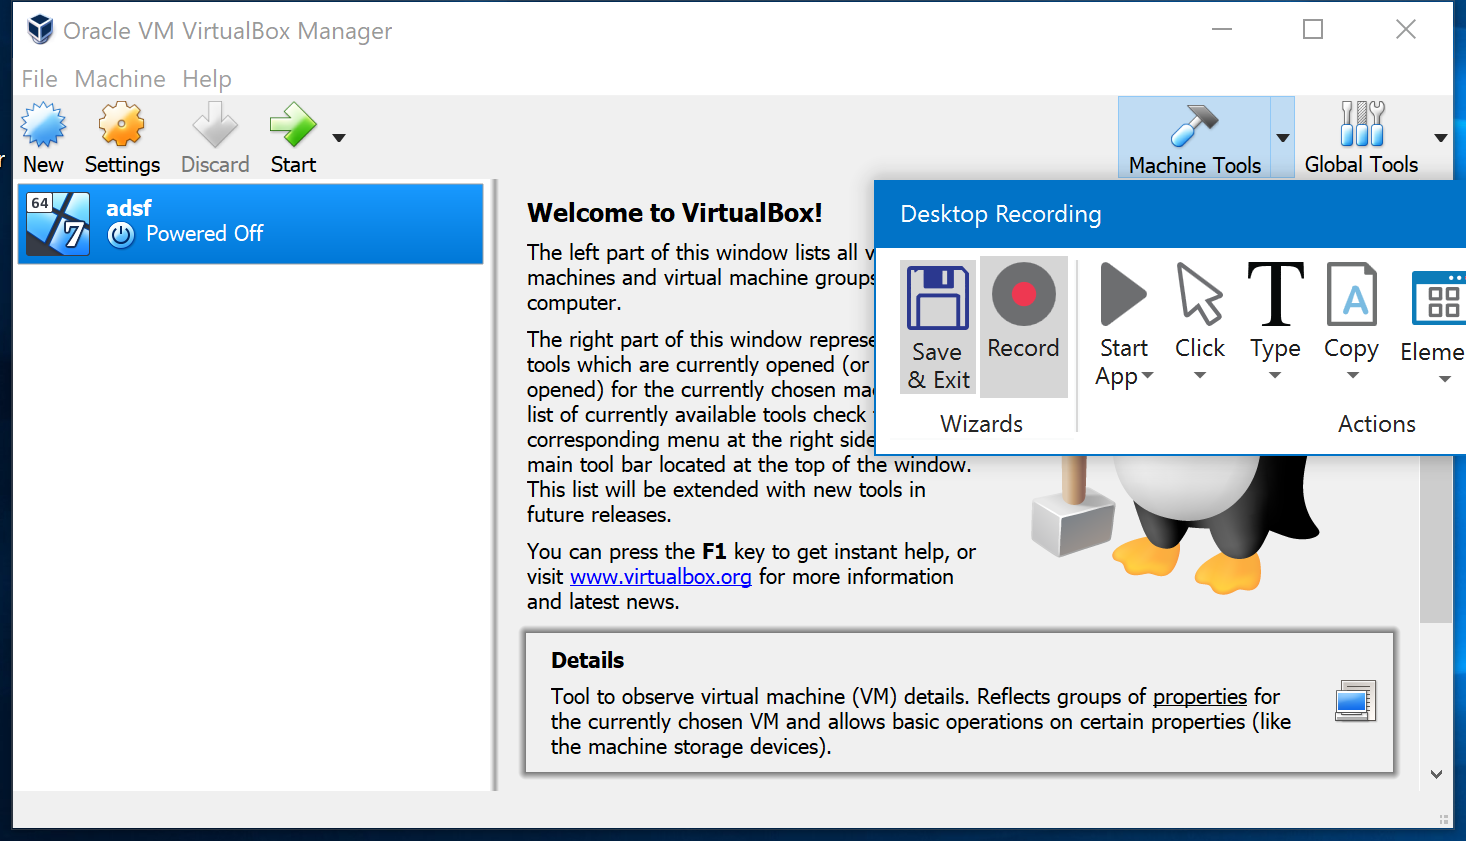 Oracle VM VirtualBox Manager
File Machine Help
New Settings Discard Start Machine Tools Global Tools
64
7
adsf
Powered Off
Welcome to VirtualBox!
The left part of this window lists all v
machines and virtual machine groups
computer.
The right part of this window represe
tools which are currently opened (or
opened) for the currently chosen ma
list of currently available tools check
corresponding menu at the right side
main tool bar located at the top of the window.
This list will be extended with new tools in
future releases.
You can press the F1 key to get instant help, or
visit www.virtualbox.org for more information
and latest news.
Details
Tool to observe virtual machine (VM) details. Reflects groups of properties for
the currently chosen VM and allows basic operations on certain properties (like
the machine storage devices).
Desktop Recording
Save
& Exit
Record
Start
App
Click
Type
Copy
Eleme
Wizards
Actions